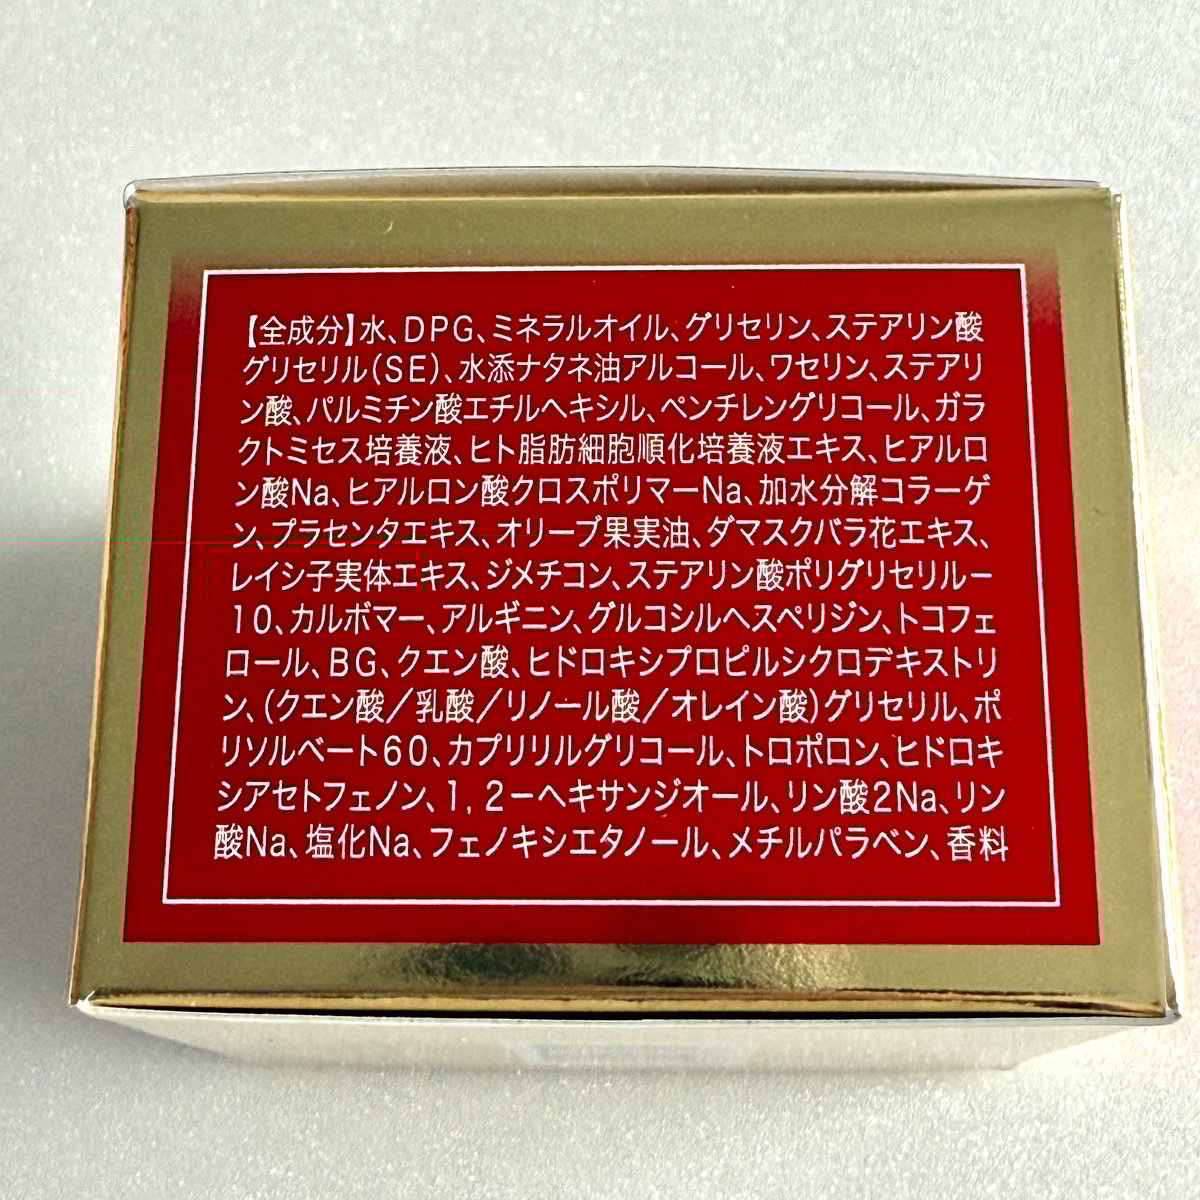 【全成分】水、DPG、ミネラルオイル、グリセリン、ステアリン酸
グリセリル(SE)、水添ナタネ油アルコール、ワセリン、ステアリ
ン酸、パルミチン酸エチルヘキシル、ペンチレングリコール、ガラ
クトミセス培養液、ヒト脂肪細胞順化培養液エキス、ヒアルロ
ン酸Na、ヒアルロン酸クロスポリマーNa、加水分解コラーゲ
ン、プラセンタエキス、オリーブ果実油、ダマスクバラ花エキス、
レイシ子実体エキス、ジメチコン、ステアリン酸ポリグリセリル－
10、カルボマー、アルギニン、グルコシルヘスペリジン、トコフェ
ロール、BG、クエン酸、ヒドロキシプロピルシクロデキストリ
ン、(クエン酸／乳酸／リノール酸／オレイン酸)グリセリル、ポ
リソルベート60、カプリリルグリコール、トロポロン、ヒドロキ
シアセトフェノン、1,2－ヘキサンジオール、リン酸2Na、リン
酸Na、塩化Na、フェノキシエタノール、メチルパラベン、香料